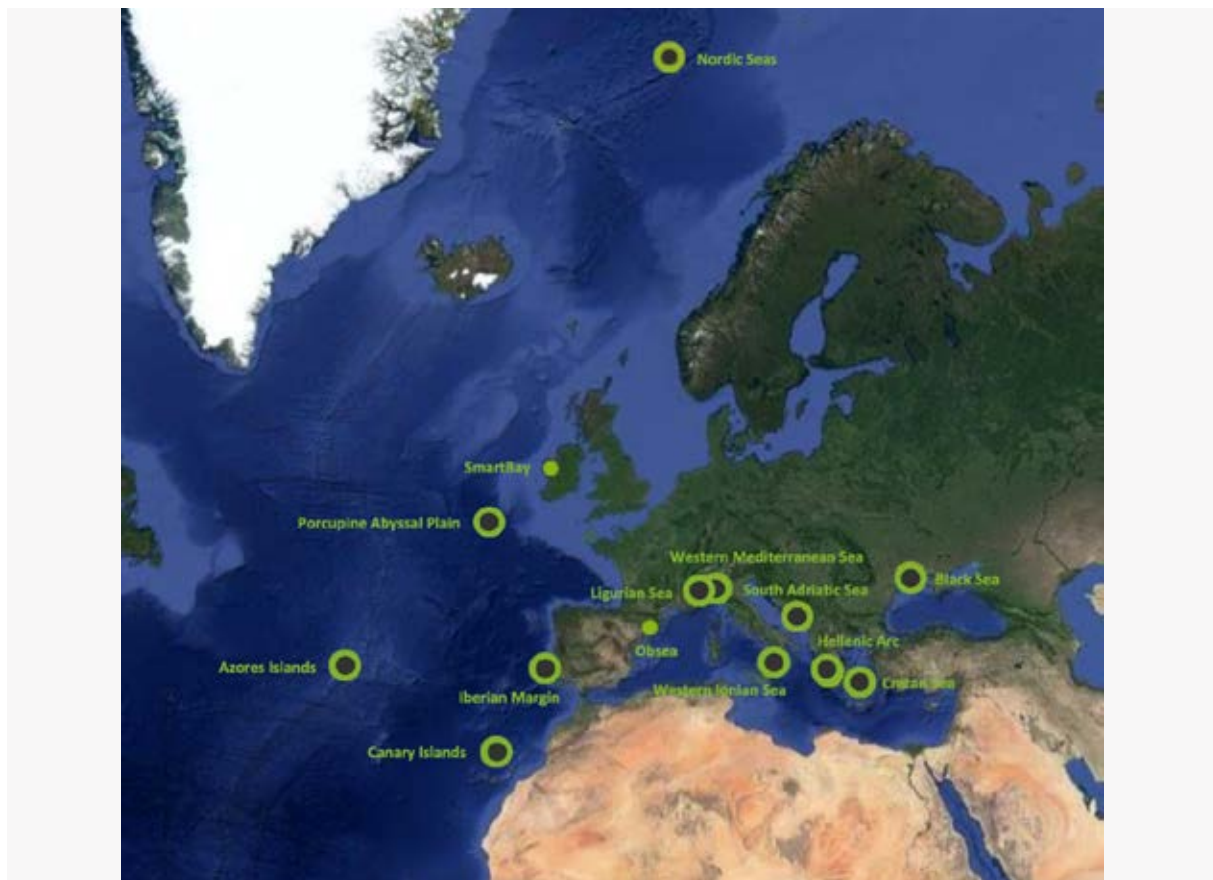 Nordic Seas
SmartBay
Porcupine Abyssal Plain
Western Mediterranean Sea
Black Sea
Ligurian Sea
South Adriatic Sea
Hellenic Arc
Obsea
Azores Islands
Cretan Sea
Western Ionian Sea
Iberian Margin
Canary Islands